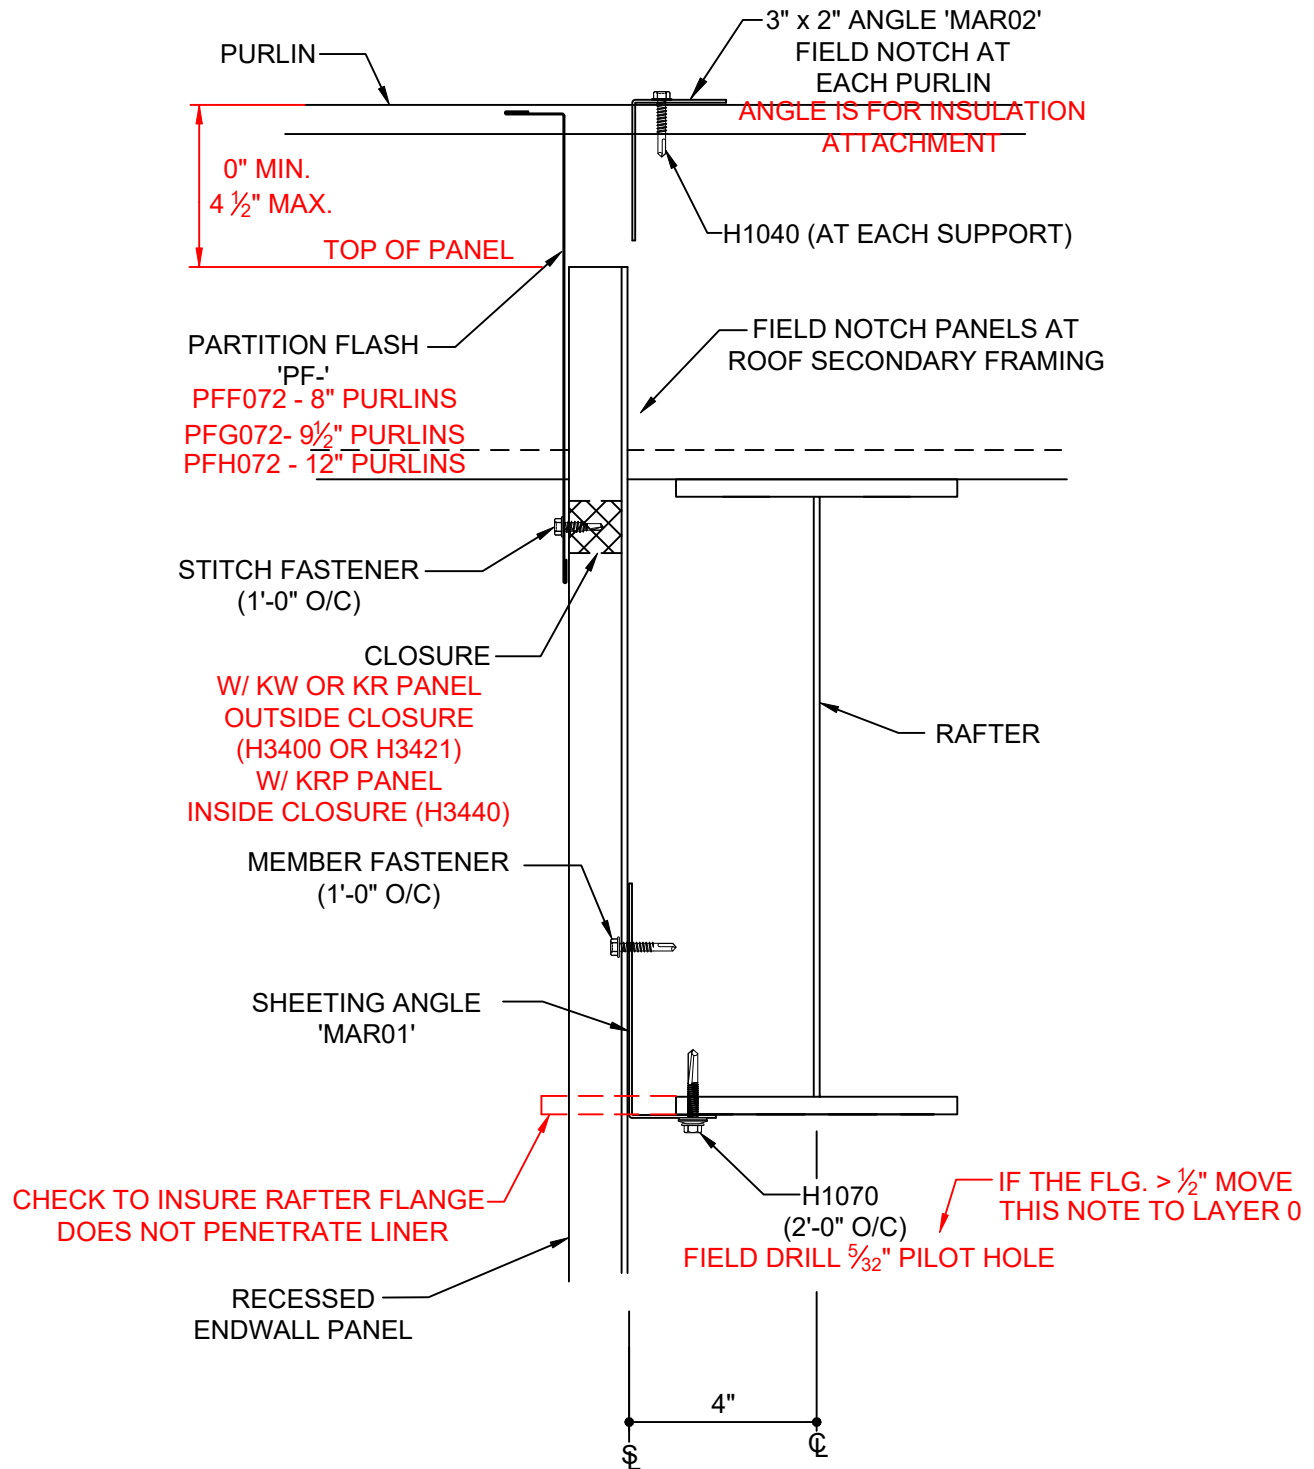 3" x 2" ANGLE 'MAR02'
FIELD NOTCH AT
EACH PURLIN
ANGLE IS FOR INSULATION
ATTACHMENT
PURLIN
0" MIN.
4 ½" MAX.
TOP OF PANEL
H1040 (AT EACH SUPPORT)
FIELD NOTCH PANELS AT
ROOF SECONDARY FRAMING
PARTITION FLASH
'PF-'
PFF072 - 8" PURLINS
PFG072- 9½" PURLINS
PFH072 - 12" PURLINS
STITCH FASTENER
(1'-0" O/C)
CLOSURE
W/ KW OR KR PANEL
OUTSIDE CLOSURE
(H3400 OR H3421)
W/ KRP PANEL
INSIDE CLOSURE (H3440)
RAFTER
MEMBER FASTENER
(1'-0" O/C)
SHEETING ANGLE
'MAR01'
CHECK TO INSURE RAFTER FLANGE
DOES NOT PENETRATE LINER
H1070
(2'-0" O/C)
FIELD DRILL 5⁄32" PILOT HOLE
IF THE FLG. > ½" MOVE
THIS NOTE TO LAYER 0
RECESSED
ENDWALL PANEL
4"
SL
CL